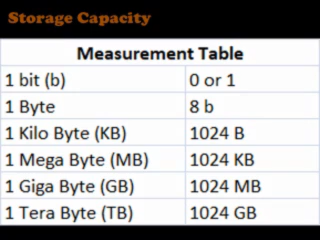 Storage Capacity
Measurement Table
1 bit (b) 0 or 1
1 Byte 8 b
1 Kilo Byte (KB) 1024 B
1 Mega Byte (MB) 1024 KB
1 Giga Byte (GB) 1024 MB
1 Tera Byte (TB) 1024 GB